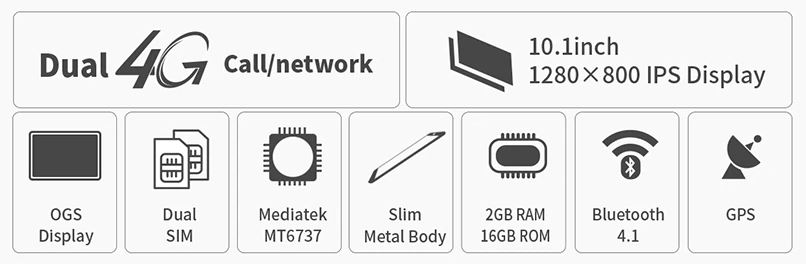 Dual 4G Call/network
10.1inch
1280×800 IPS Display
OGS
Display
Dual
SIM
Mediatek
MT6737
Slim
Metal Body
2GB RAM
16GB ROM
Bluetooth
4.1
GPS